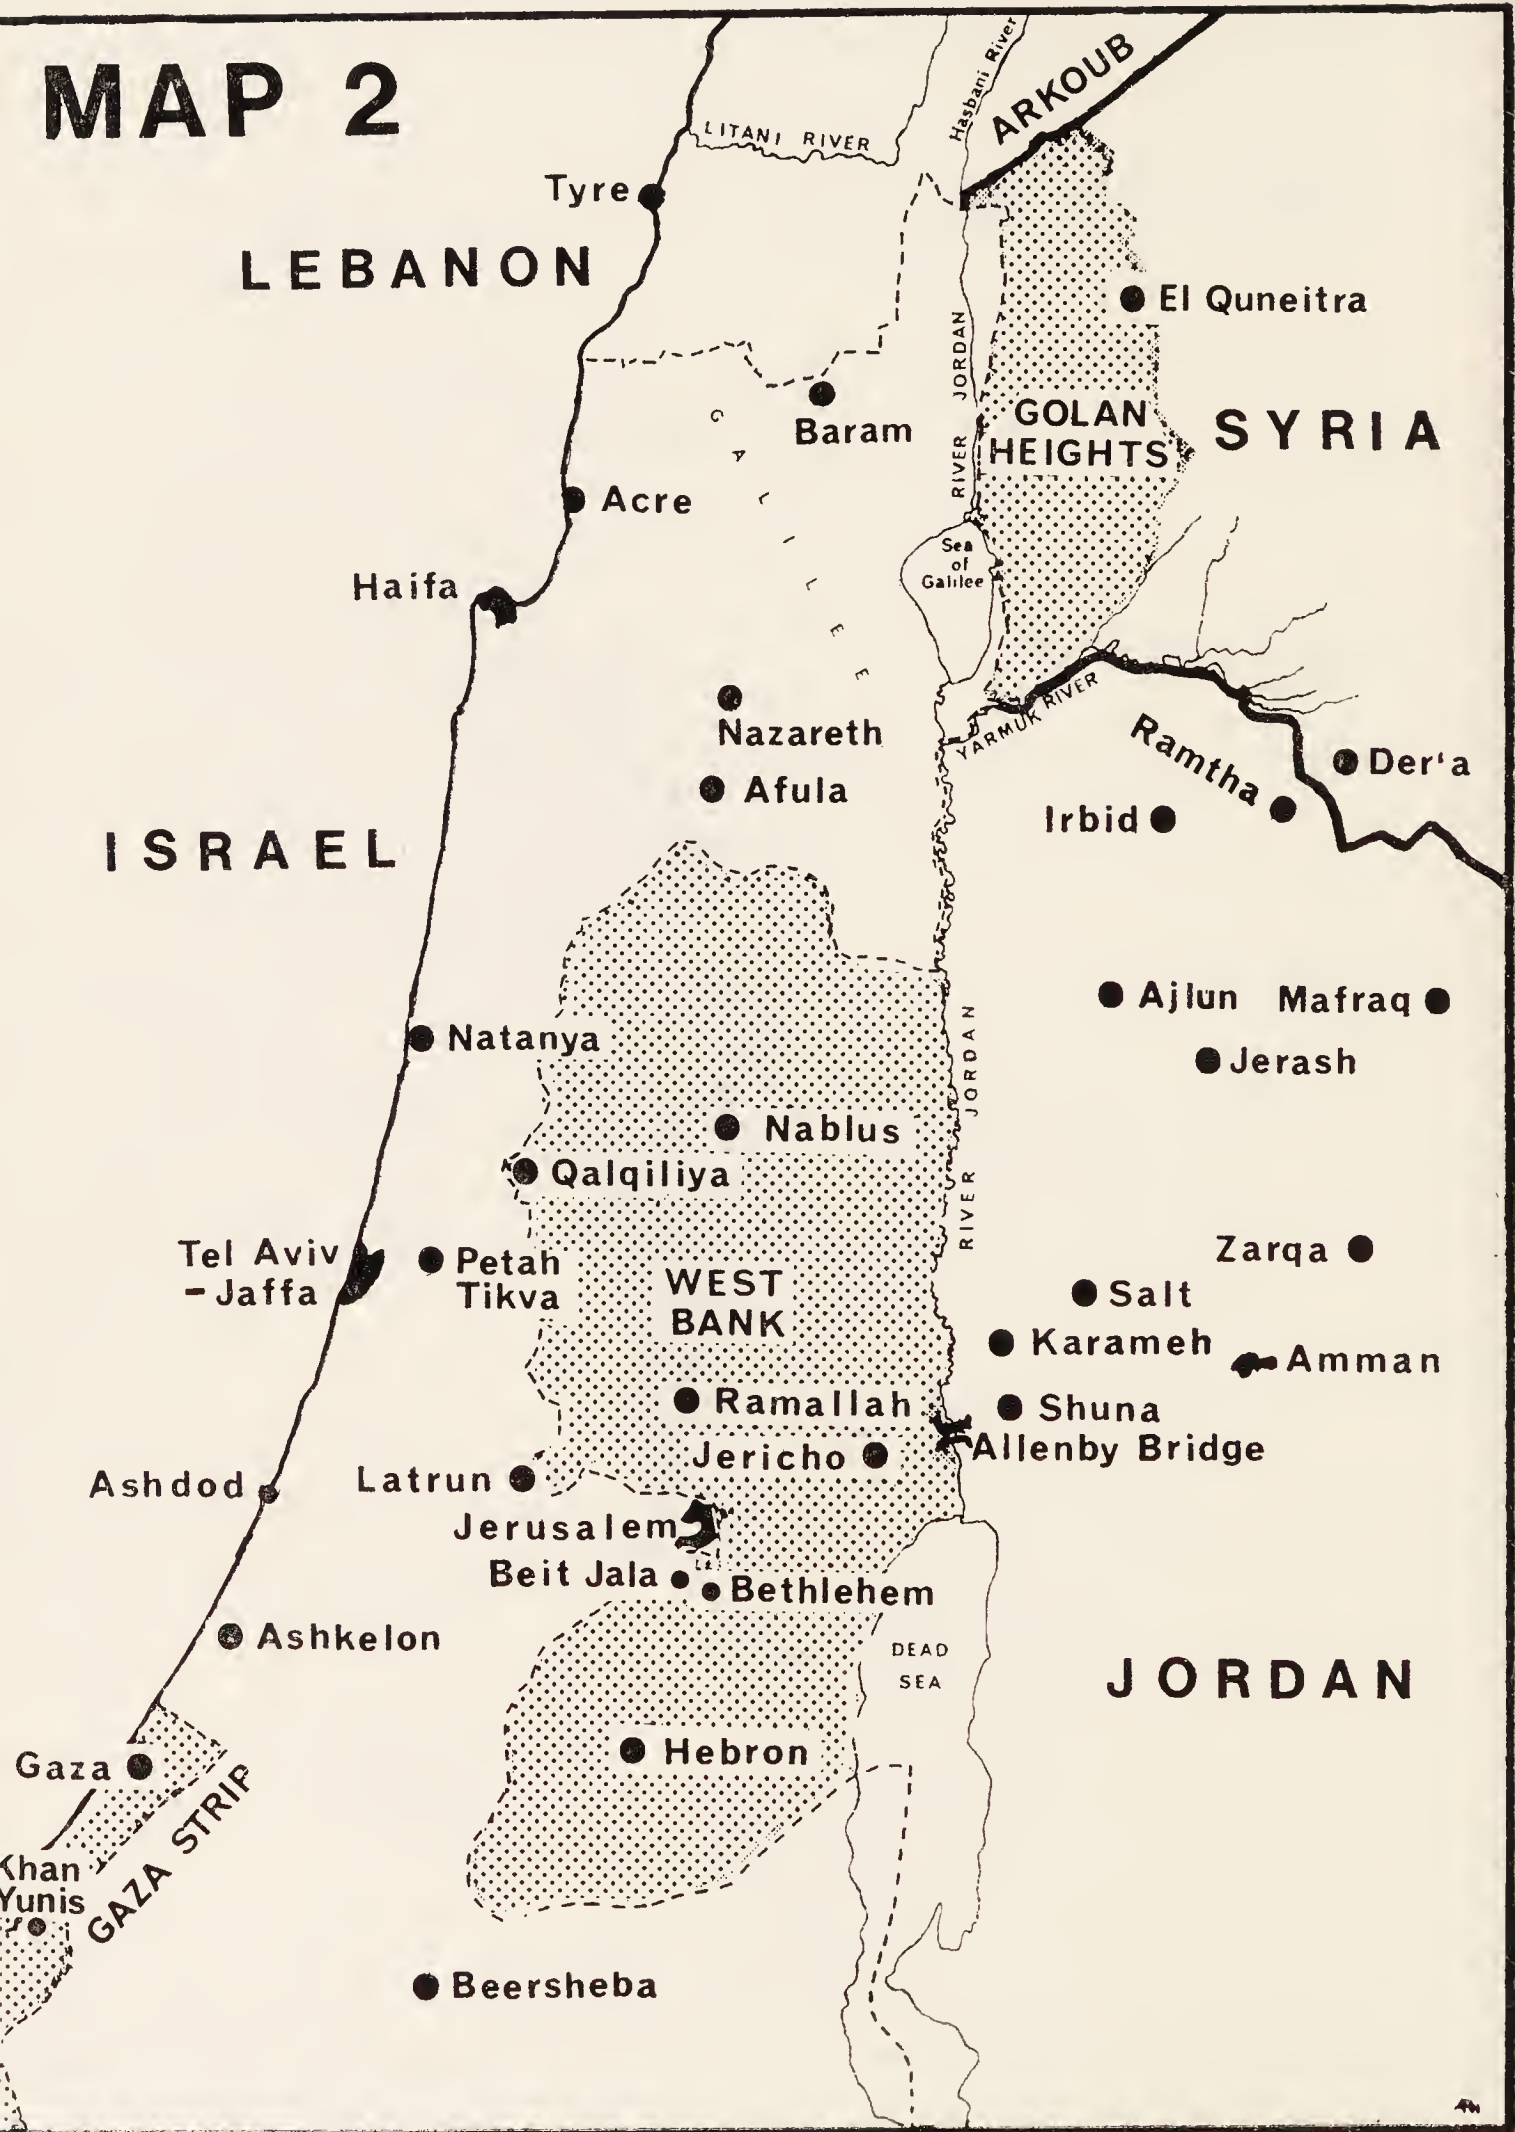 MAP 2
Hasbani River
ARKOUB
LITANI RIVER
Tyre
LEBANON
El Quneitra
RIVER JORDAN
GOLAN
HEIGHTS
SYRIA
Baram
GALILEE
Acre
Sea
of
Galilee
Haifa
Nazareth
YARMUK RIVER
Ramtha
Der'a
Afula
Irbid
ISRAEL
Ajlun
Mafraq
Natanya
Jerash
RIVER JORDAN
Nablus
Qalqiliya
Tel Aviv
-Jaffa
Petah
Tikva
WEST
BANK
Zarqa
Salt
Karameh
Amman
Ramallah
Shuna
Jericho
Allenby Bridge
Ashdod
Latrun
Jerusalem
Beit Jala
Bethlehem
Ashkelon
DEAD
SEA
JORDAN
Gaza
Hebron
GAZA STRIP
Khan
Yunis
Beersheba